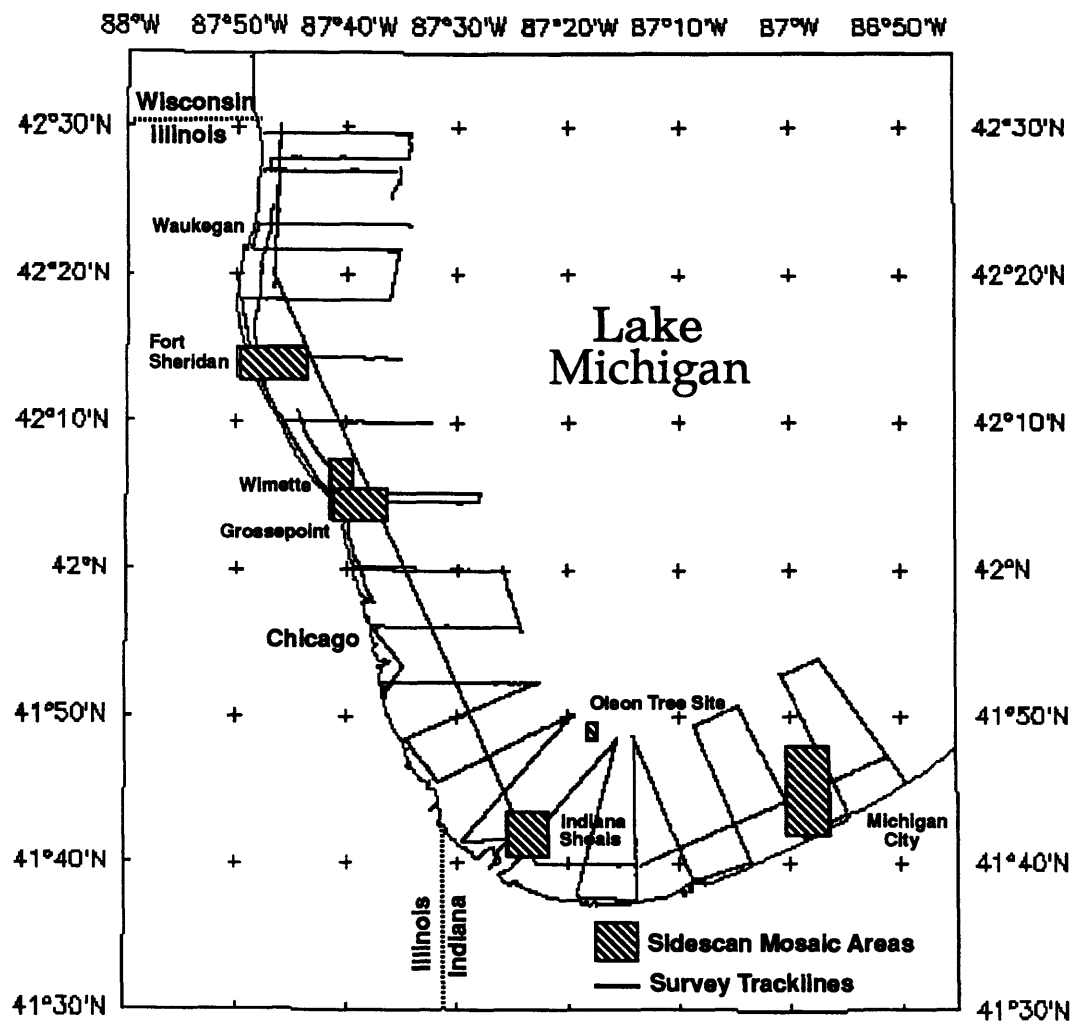 88°W 87°50'W 87°40'W 87°30'W 87°20'W 87°10'W 87°W 86°50'W
Wisconsin
42°30'N
42°30'N
Illinois
Waukegan
42°20'N
42°20'N
Lake
Michigan
Fort
Sheridan
42°10'N
42°10'N
Wimette
Grossepoint
42°N
42°N
Chicago
Olson Tree Site
41°50'N
41°50'N
Indiana
Shoals
Michigan
City
41°40'N
41°40'N
Illinois
Indiana
Sidescan Mosaic Areas
Survey Tracklines
41°30'N
41°30'N